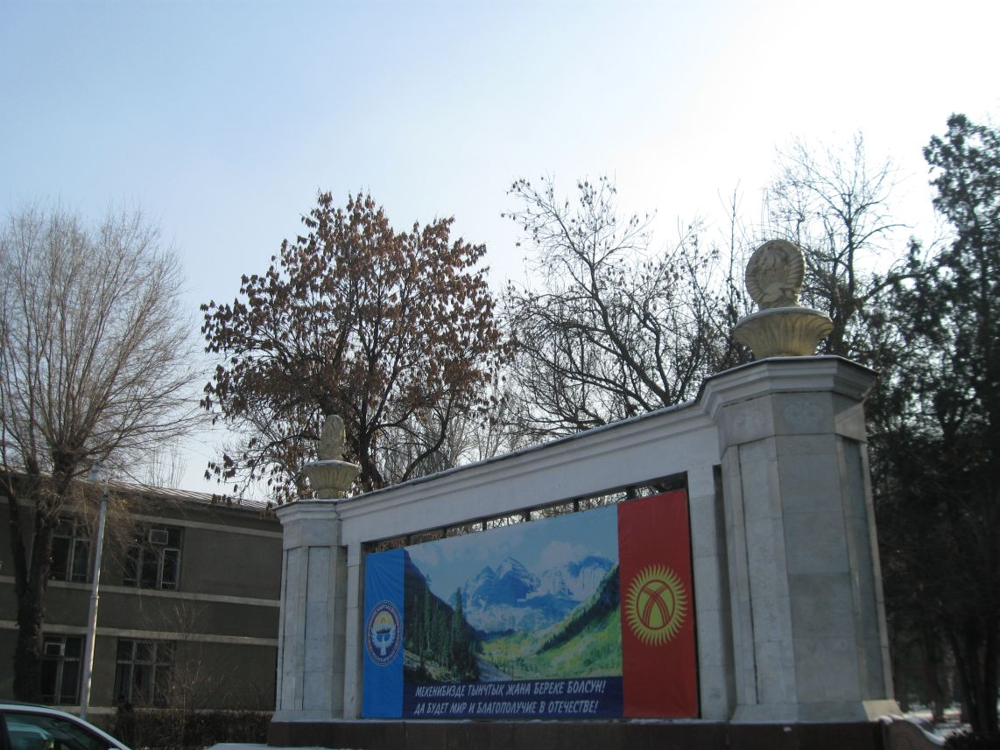 МЕКЕНИБИЗДЕ ТЫНЧТЫК ЖАНА БЕРЕКЕ БОЛСУН!
ДА БУДЕТ МИР И БЛАГОПОЛУЧИЕ В ОТЕЧЕСТВЕ!